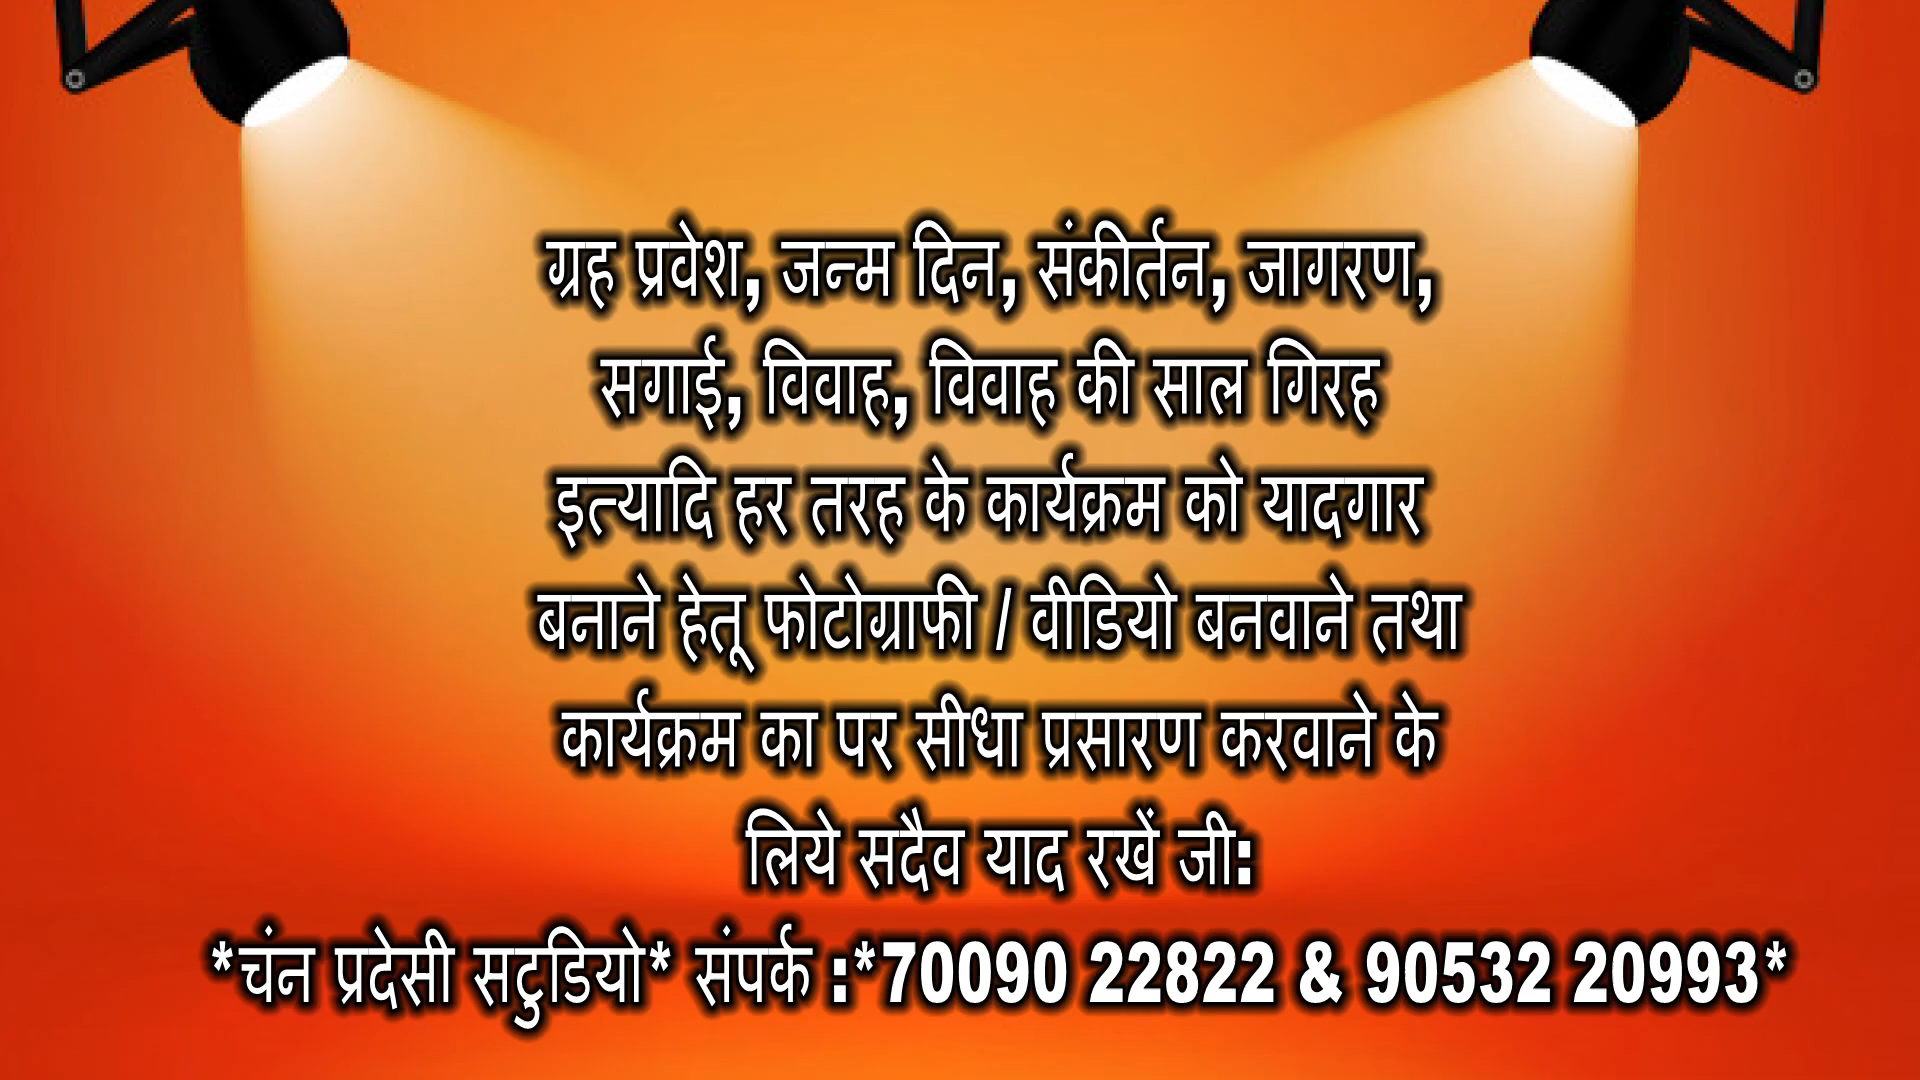 ग्रह प्रवेश, जन्म दिन, संकीर्तन, जागरण,
सगाई, विवाह, विवाह की साल गिरह
इत्यादि हर तरह के कार्यक्रम को यादगार
बनाने हेतू फोटोग्राफी / वीडियो बनवाने तथा
कार्यक्रम का पर सीधा प्रसारण करवाने के
लिये सदैव याद रखें जी:
*चंन प्रदेसी सटुडियो* संपर्क :*70090 22822 & 90532 20993*